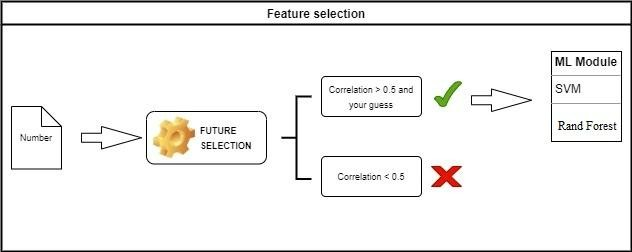 Feature selection
Number
FUTURE
SELECTION
Correlation > 0.5 and
your guess
Correlation < 0.5
ML Module
SVM
Rand Forest